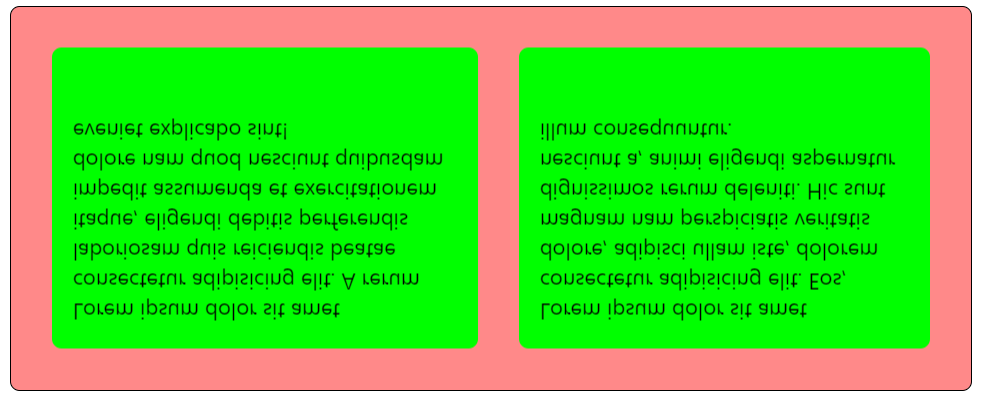 Lorem ipsum dolor sit amet
consectetur adipisicing elit. A rerum
laboriosam quis reiciendis beatae
itaque, eligendi debitis perferendis
impedit assumenda et exercitationem
dolore nam quod nesciunt quibusdam
eveniet explicabo sint!
Lorem ipsum dolor sit amet
consectetur adipisicing elit. Eos,
dolore, adipisci ullam iste, dolorem
magnam nam perspiciatis veritatis
dignissimos rerum deleniti. Hic sunt
nesciunt a, animi eligendi aspernatur
illum consequuntur.